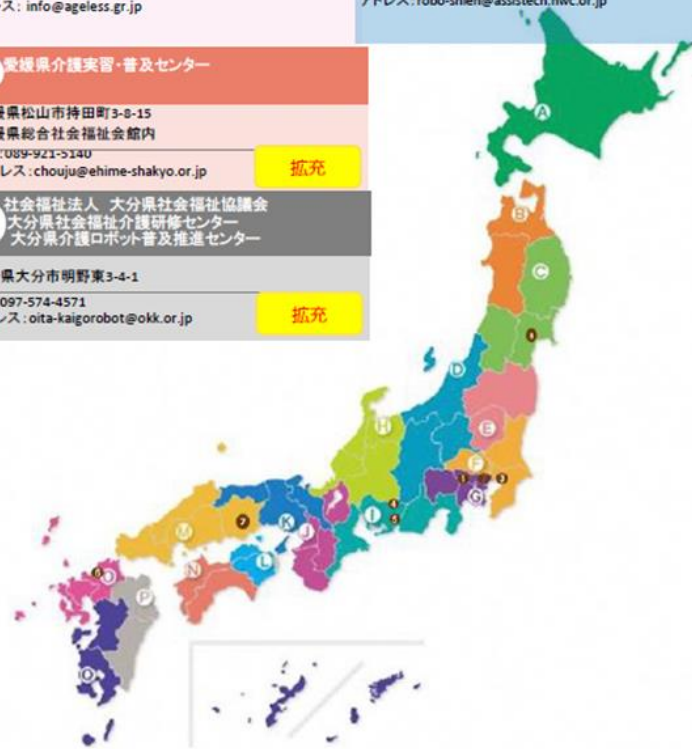 ス: info@ageless.gr.jp
アドレス: robo-shien@assistech.hwc.or.jp
愛媛県介護実習・普及センター
県松山市持田町3-8-15
県総合社会福祉会館内
:089-921-5140
レス:chouju@ehime-shakyo.or.jp
拡充
社会福祉法人 大分県社会福祉協議会
大分県社会福祉介護研修センター
大分県介護ロボット普及推進センター
県大分市明野東3-4-1
097-574-4571
レス:oita-kaigorobot@okk.or.jp
拡充
A
B
C
D
E
F
G
H
I
J
K
L
M
N
O
P
Q
3
4
5
7